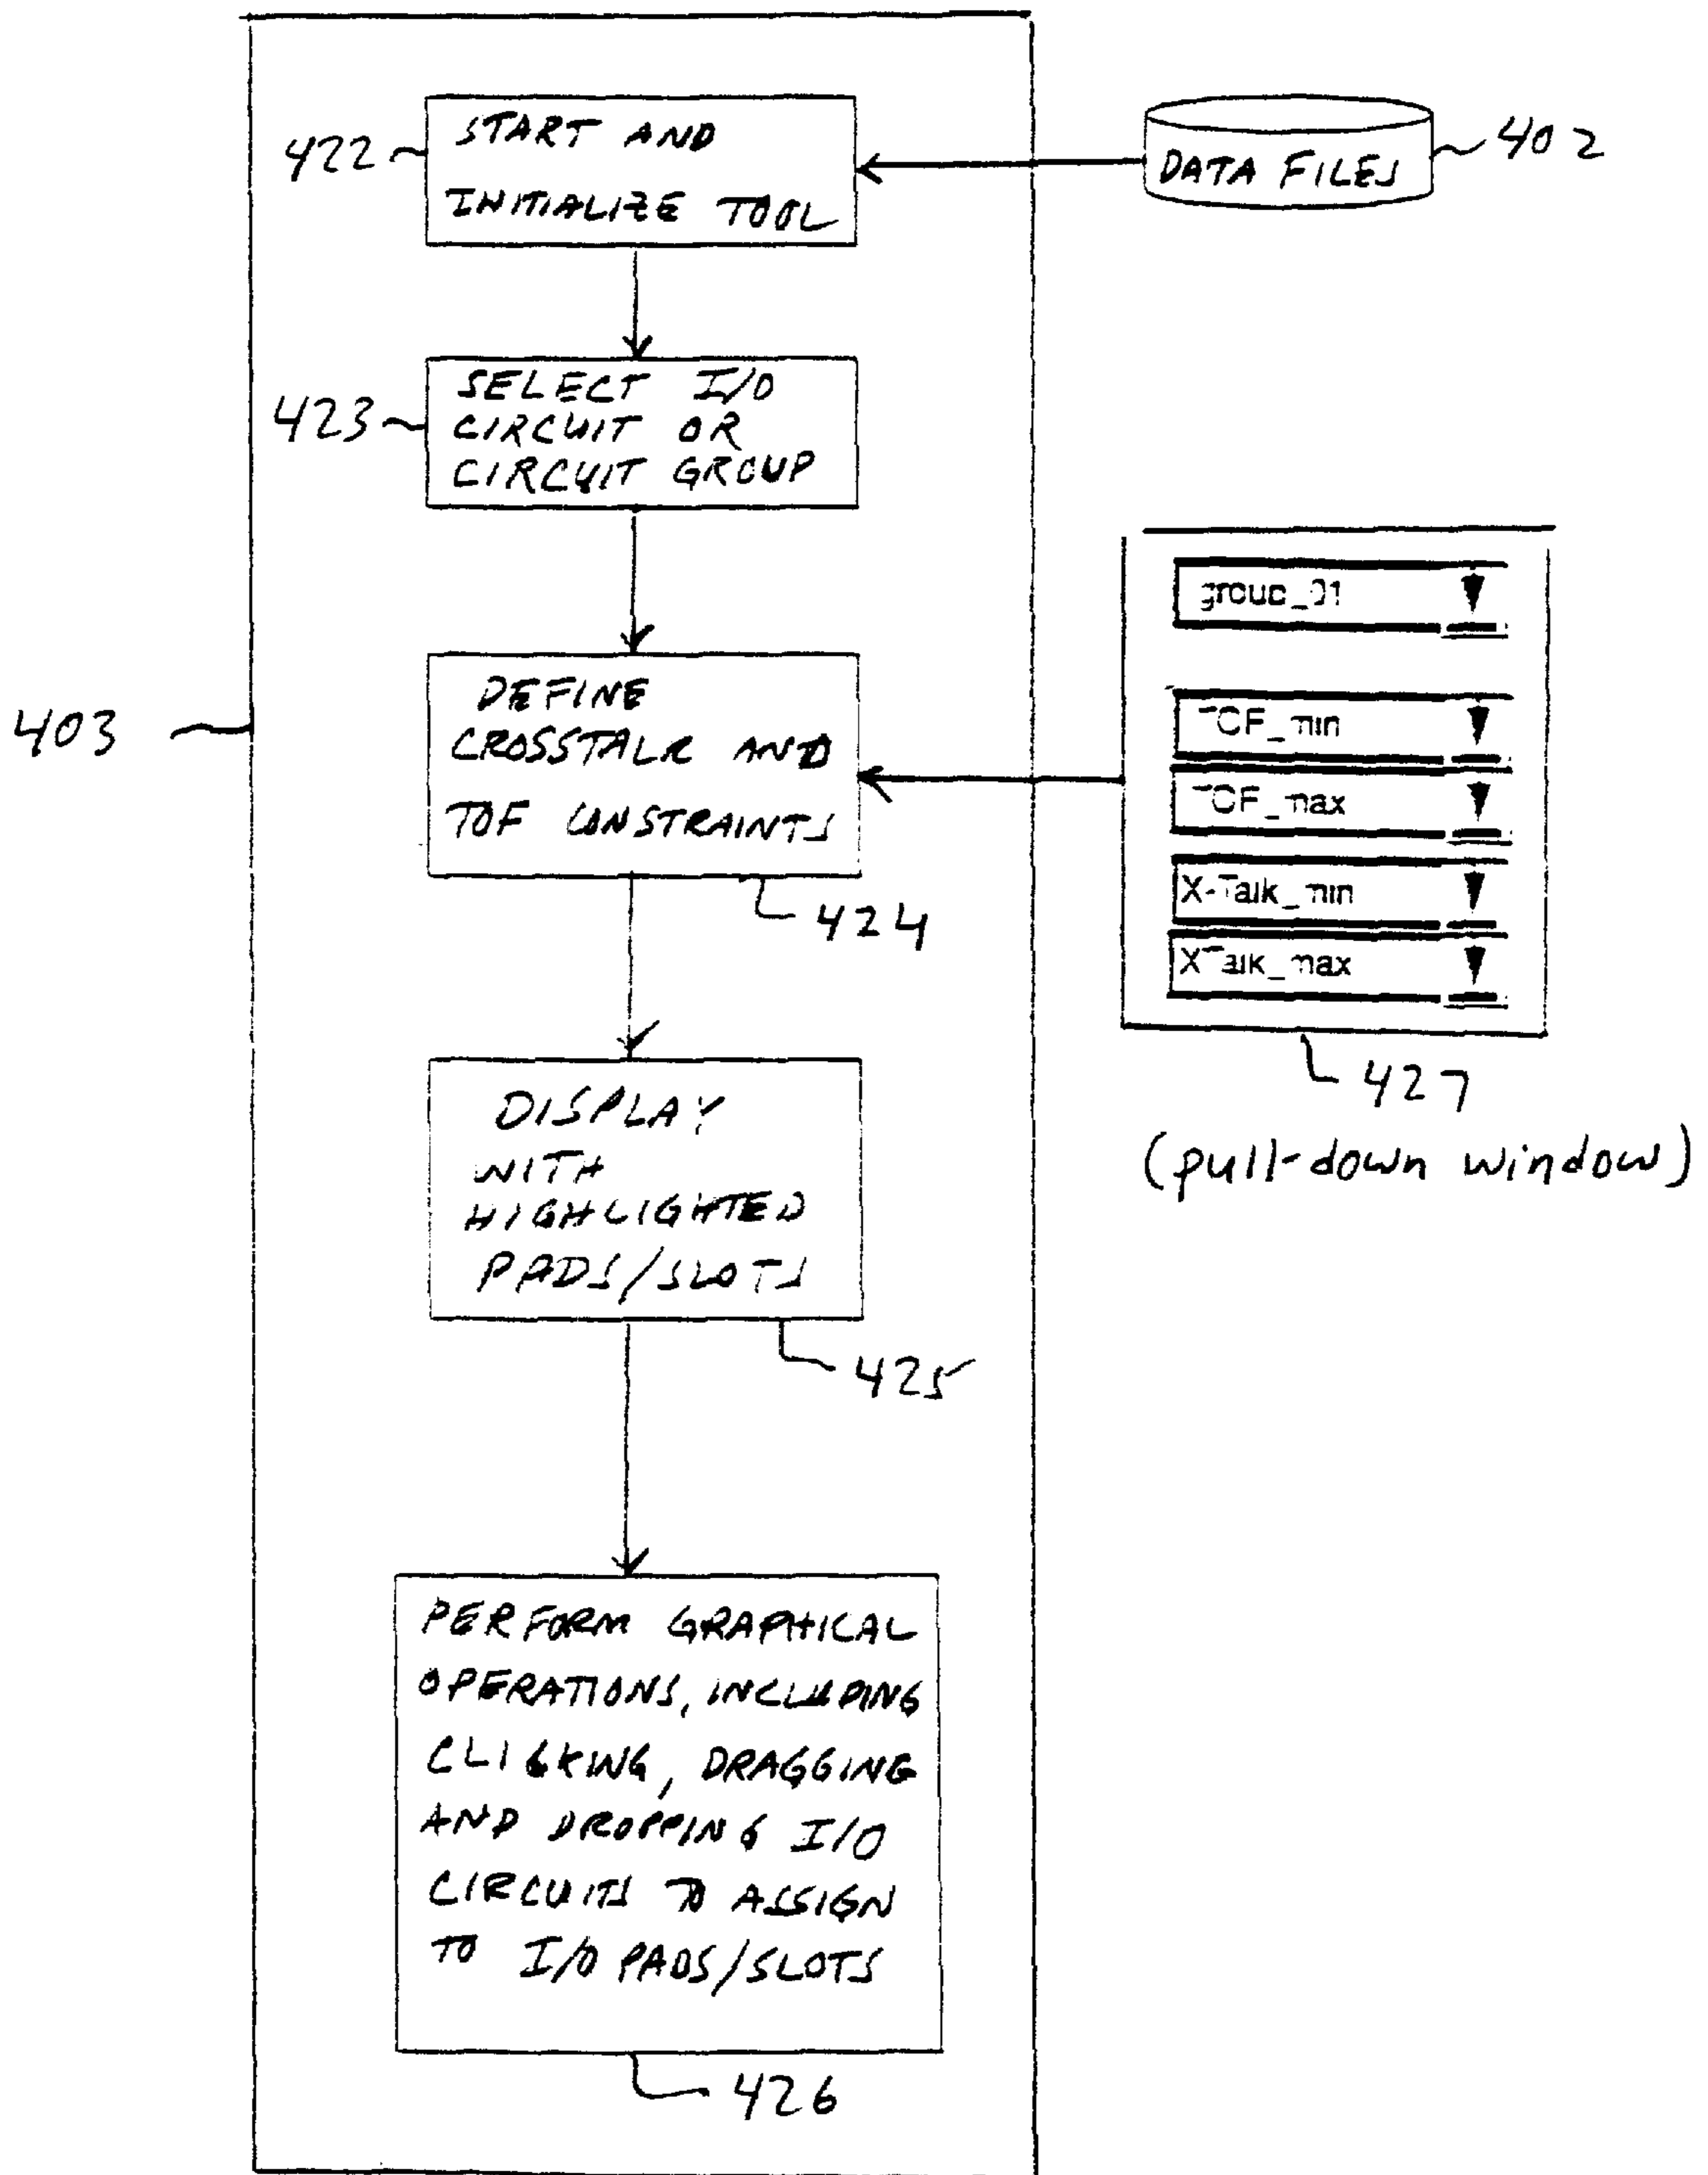 START AND
INITIALIZE TOOL
422
DATA FILES
402
SELECT I/O
CIRCUIT OR
CIRCUIT GROUP
423
403
DEFINE
CROSSTALK AND
TOF CONSTRAINTS
424
group_01
TOF_min
TOF_max
X-Talk_min
XTalk_max
427
(pull-down window)
DISPLAY
WITH
HIGHLIGHTED
PADS/SLOTS
425
PERFORM GRAPHICAL
OPERATIONS, INCLUDING
CLICKING, DRAGGING
AND DROPPING I/O
CIRCUITS TO ASSIGN
TO I/O PADS/SLOTS
426